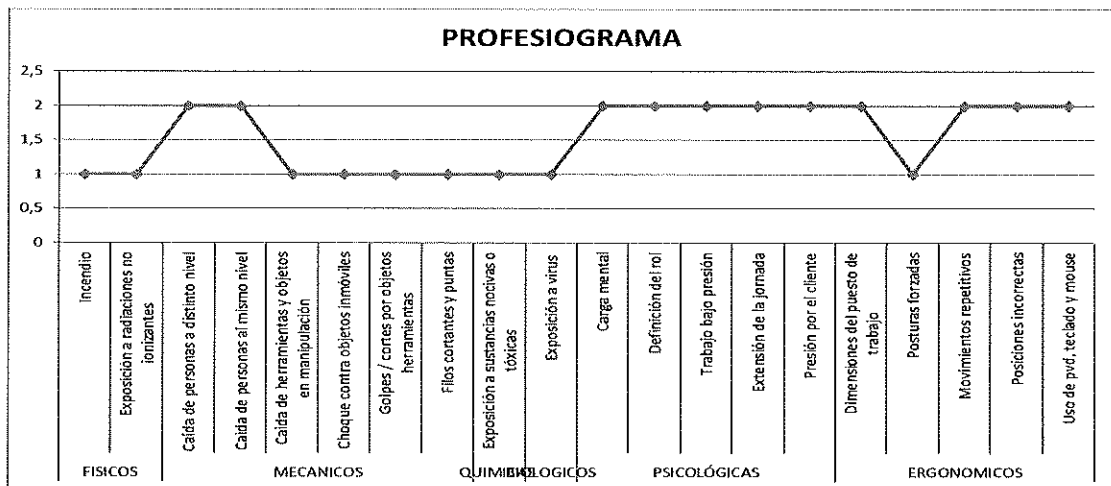 PROFESIOGRAMA
2,5
2
1,5
1
0,5
0
Incendio
Exposición a radiaciones no
ionizantes
Caida de personas a distinto nivel
Caida de personas al mismo nivel
Caida de herramientas y objetos
en manipulación
Choque contra objetos inmóviles
Golpes / cortes por objetos
herramientas
Filos cortantes y puntas
Exposición a sustancias nocivas o
tóxicas
Exposición a virus
Carga mental
Definición del rol
Trabajo bajo presión
Extensión de la jornada
Presión por el cliente
Dimensiones del puesto de
trabajo
Posturas forzadas
Movimientos repetitivos
Posiciones incorrectas
Uso de pvd, teclado y mouse
FISICOS
MECANICOS
PSICOLÓGICAS
ERGONOMICOS